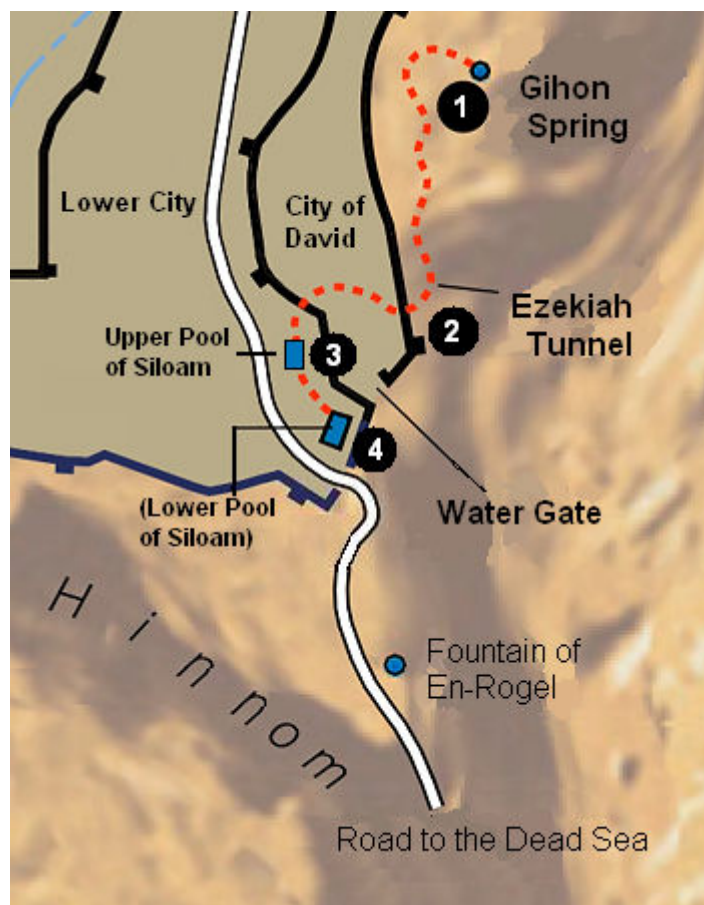 1
Gihon
Spring
Lower City
City of
David
Ezekiah
Tunnel
2
Upper Pool
of Siloam
3
4
(Lower Pool
of Siloam)
Water Gate
Hinnom
Fountain of
En-Rogel
Road to the Dead Sea